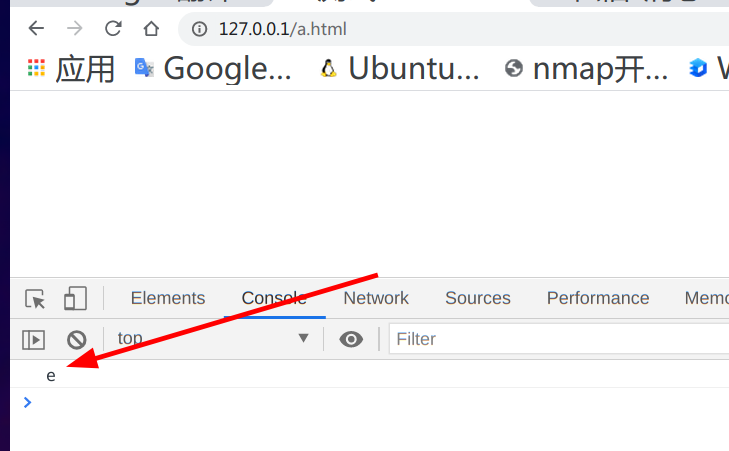 127.0.0.1/a.html
应用 Google... Ubuntu... nmap开...
Elements Console Network Sources Performance Memo
top Filter
e